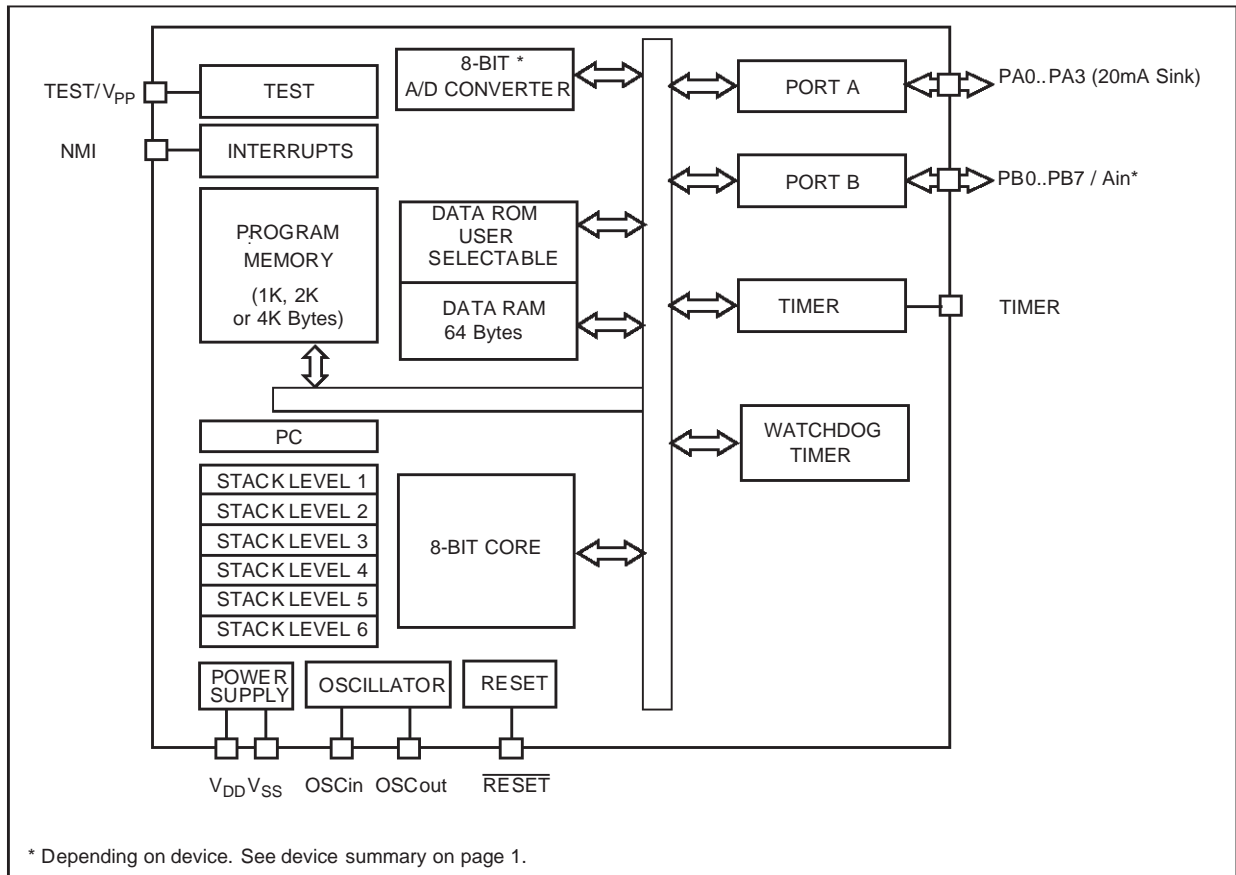 TEST/VPP
TEST
NMI
INTERRUPTS
PROGRAM
MEMORY
(1K, 2K
or 4K Bytes)
PC
STACK LEVEL 1
STACK LEVEL 2
STACK LEVEL 3
STACK LEVEL 4
STACK LEVEL 5
STACK LEVEL 6
8-BIT *
A/D CONVERTER
DATA ROM
USER
SELECTABLE
DATA RAM
64 Bytes
8-BIT CORE
PORT A
PA0..PA3 (20mA Sink)
PORT B
PB0..PB7 / Ain*
TIMER
TIMER
WATCHDOG
TIMER
POWER
SUPPLY
OSCILLATOR
RESET
VDD VSS
OSCin
OSCout
RESET
* Depending on device. See device summary on page 1.